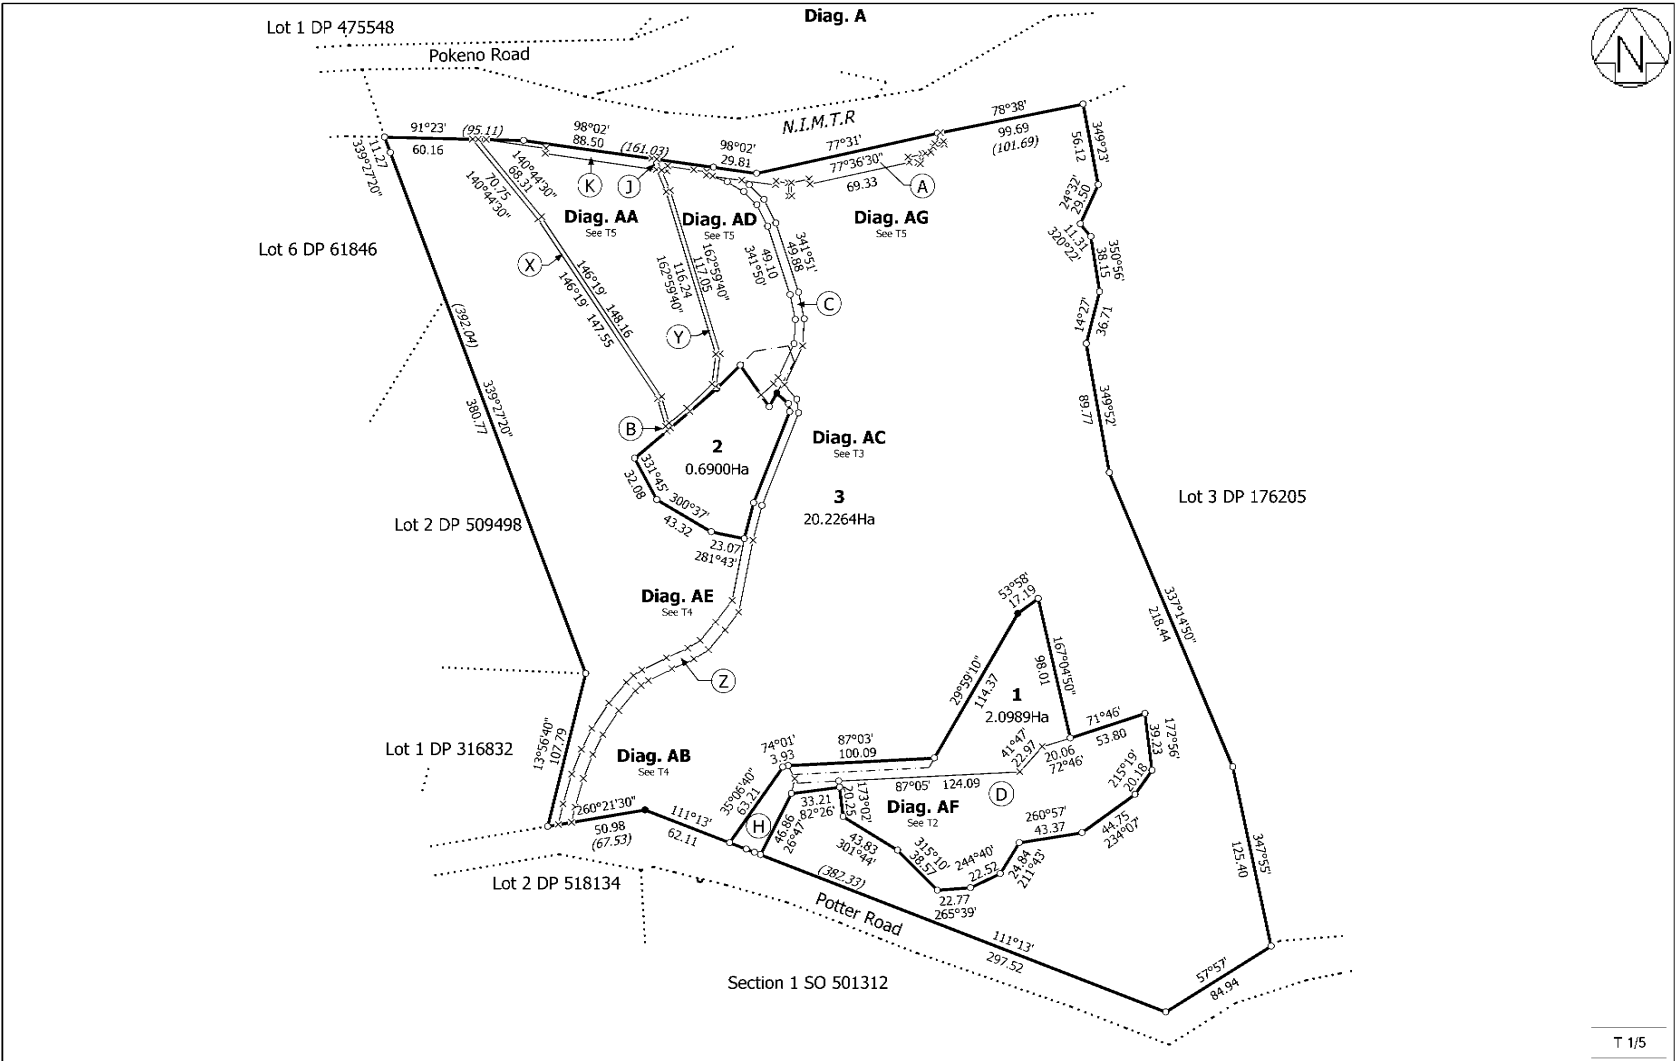 Diag. A
N
Lot 1 DP 475548
Pokeno Road
N.I.M.T.R
78°38'
99.69
(101.69)
349°23'
56.12
91°23'
(95.11)
60.16
98°02'
88.50
(161.03)
98°02'
29.81
77°31'
77°36'30"
69.33
11.27
339°27'20"
140°44'30"
68.31
70.75
140°44'30"
K
J
A
24°32'
29.50
11.31
320°22'
Diag. AA
See T5
Diag. AD
See T5
Diag. AG
See T5
Lot 6 DP 61846
X
146°19'
148.16
146°19'
147.55
162°59'40"
117.05
116.24
162°59'40"
341°51'
49.88
49.10
341°50'
350°56'
38.15
C
Y
14°27'
36.71
(392.04)
339°27'20"
380.77
349°52'
89.77
B
2
0.6900Ha
Diag. AC
See T3
331°45'
32.08
3
20.2264Ha
Lot 3 DP 176205
300°37'
43.32
Lot 2 DP 509498
23.07
281°43'
Diag. AE
See T4
53°58'
17.19
337°14'50"
218.44
Z
29°59'10"
114.37
167°04'50"
98.01
1
2.0989Ha
Lot 1 DP 316832
13°56'40"
107.79
Diag. AB
See T4
74°01'
3.93
87°03'
100.09
41°47'
22.97
20.06
72°46'
71°46'
53.80
172°56'
39.23
215°19'
20.18
35°06'40"
63.21
87°05'
124.09
D
260°21'30"
50.98
(67.53)
111°13'
62.11
H
46.86
26°47'
33.21
82°26'
173°02'
20.25
Diag. AF
See T2
260°57'
43.37
44.75
234°07'
43.83
301°44'
315°10'
38.57
244°40'
22.52
24.84
211°43'
22.77
265°39'
347°55'
125.40
Lot 2 DP 518134
(382.33)
Potter Road
111°13'
297.52
57°57'
84.94
Section 1 SO 501312
T 1/5